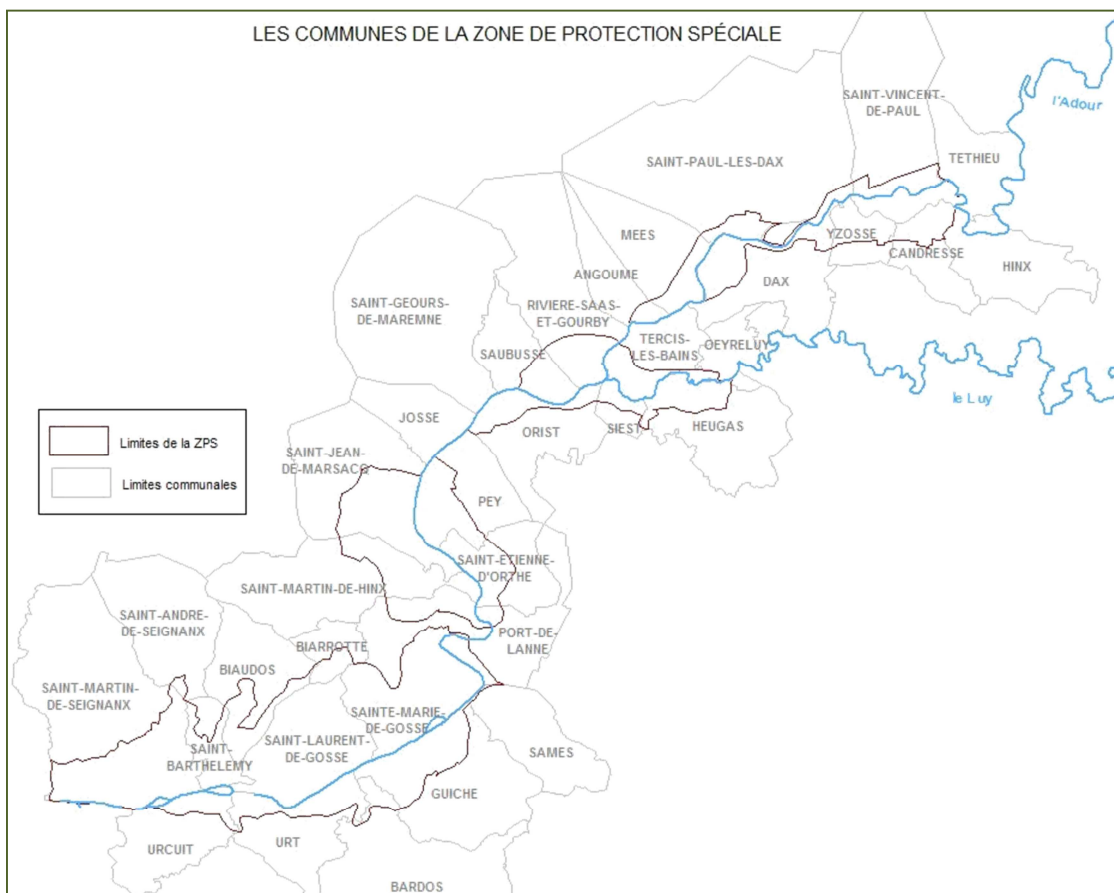 LES COMMUNES DE LA ZONE DE PROTECTION SPÉCIALE
SAINT-VINCENT-
DE-PAUL
l'Adour
TETHIEU
SAINT-PAUL-LES-DAX
MEES
YZOSSE
CANDRESSE
HINX
ANGOUME
DAX
SAINT-GEOURS-
DE-MAREMNE
RIVIERE-SAAS-
ET-GOURBY
TERCIS-
LES-BAINS
OEYRELUY
SAUBUSSE
le Luy
JOSSE
ORIST
SIEST
HEUGAS
Limites de la ZPS
Limites communales
SAINT-JEAN-
DE-MARSACQ
PEY
SAINT-ETIENNE-
D'ORTHE
SAINT-MARTIN-DE-HINX
SAINT-ANDRE-
DE-SEIGNANX
BIARROTTE
PORT-DE-
LANNE
BIAUDOS
SAINT-MARTIN-
DE-SEIGNANX
SAINTE-MARIE-
DE-GOSSE
SAINT-LAURENT-
DE-GOSSE
SAINT-
BARTHELEMY
SAMES
GUICHE
URCUIT
URT
BARDOS